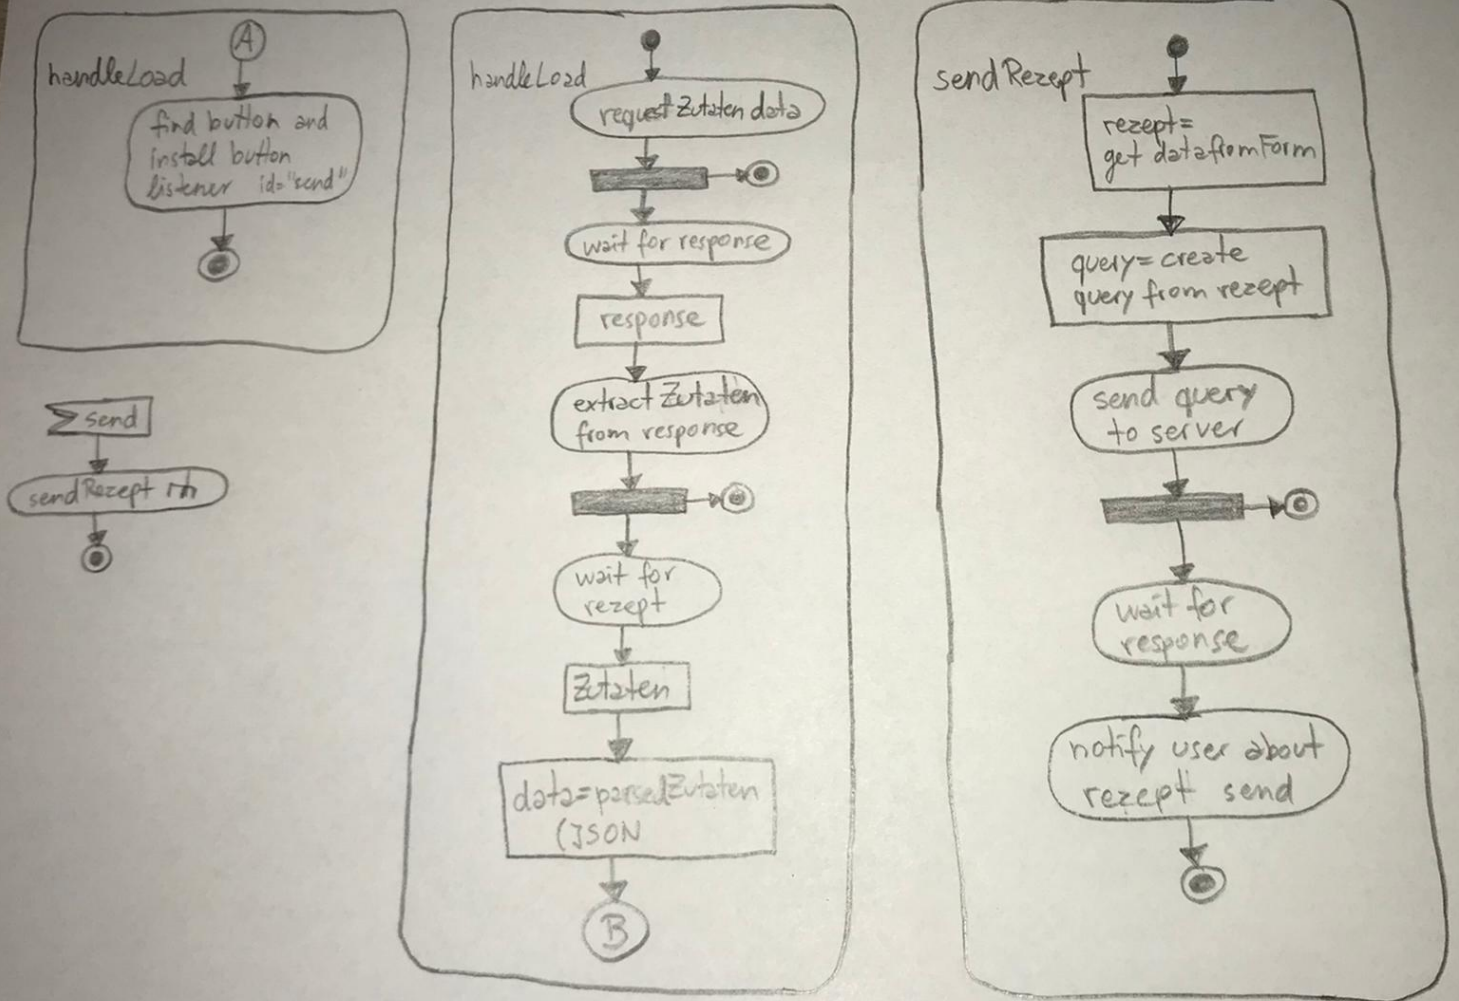 A
handleLoad
find button and
install button
listener id="send"
send
sendRezept
handleLoad
request Zutaten data
wait for response
response
extract Zutaten
from response
wait for
rezept
Zutaten
data=parsedZutaten
(JSON
B
sendRezept
rezept=
get datafromForm
query=create
query from rezept
send query
to server
wait for
response
notify user about
rezept send